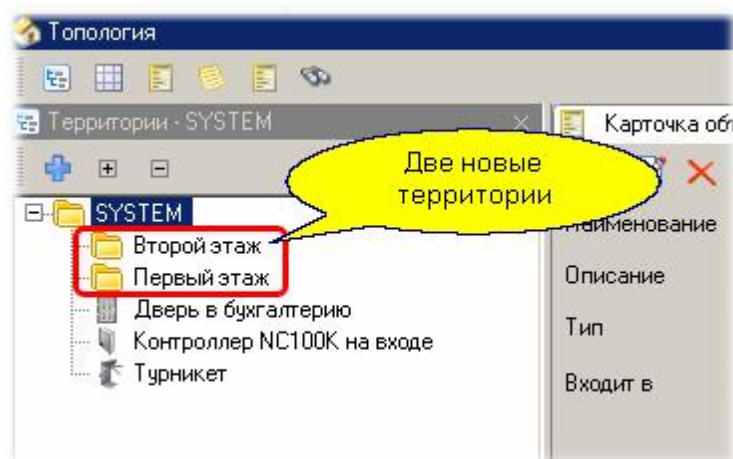 Топология
Территории - SYSTEM
Карточка об
Две новые
территории
SYSTEM
Второй этаж
Первый этаж
Дверь в бухгалтерию
Контроллер NC100K на входе
Турникет
Наименование
Описание
Тип
Входит в